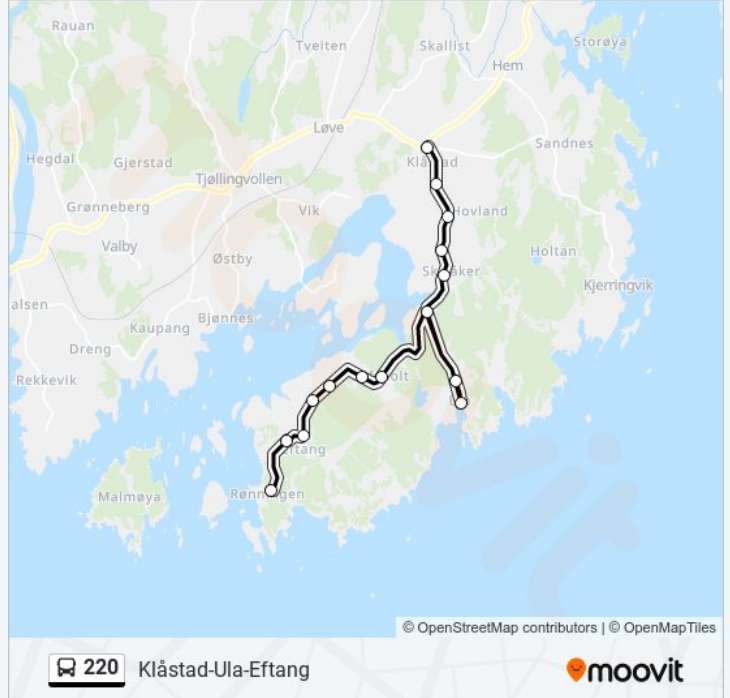 Rauan
Tveiten
Skallist
Storøya
Hem
Løve
Sandnes
Hegdal
Gjerstad
Klåstad
Tjøllingvollen
Grønneberg
Vik
Hovland
Valby
Holtan
Østby
Kjerringvik
alsen
Bjønnes
Kaupang
Dreng
Rekkevik
Malmøya
© OpenStreetMap contributors | © OpenMapTiles
220 Klåstad-Ula-Eftang
moovit